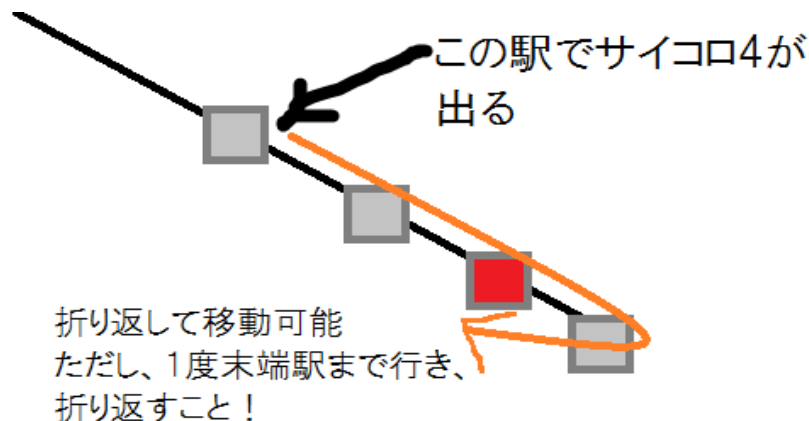 この駅でサイコロ4が
出る
折り返して移動可能
ただし、1度末端駅まで行き、
折り返すこと！